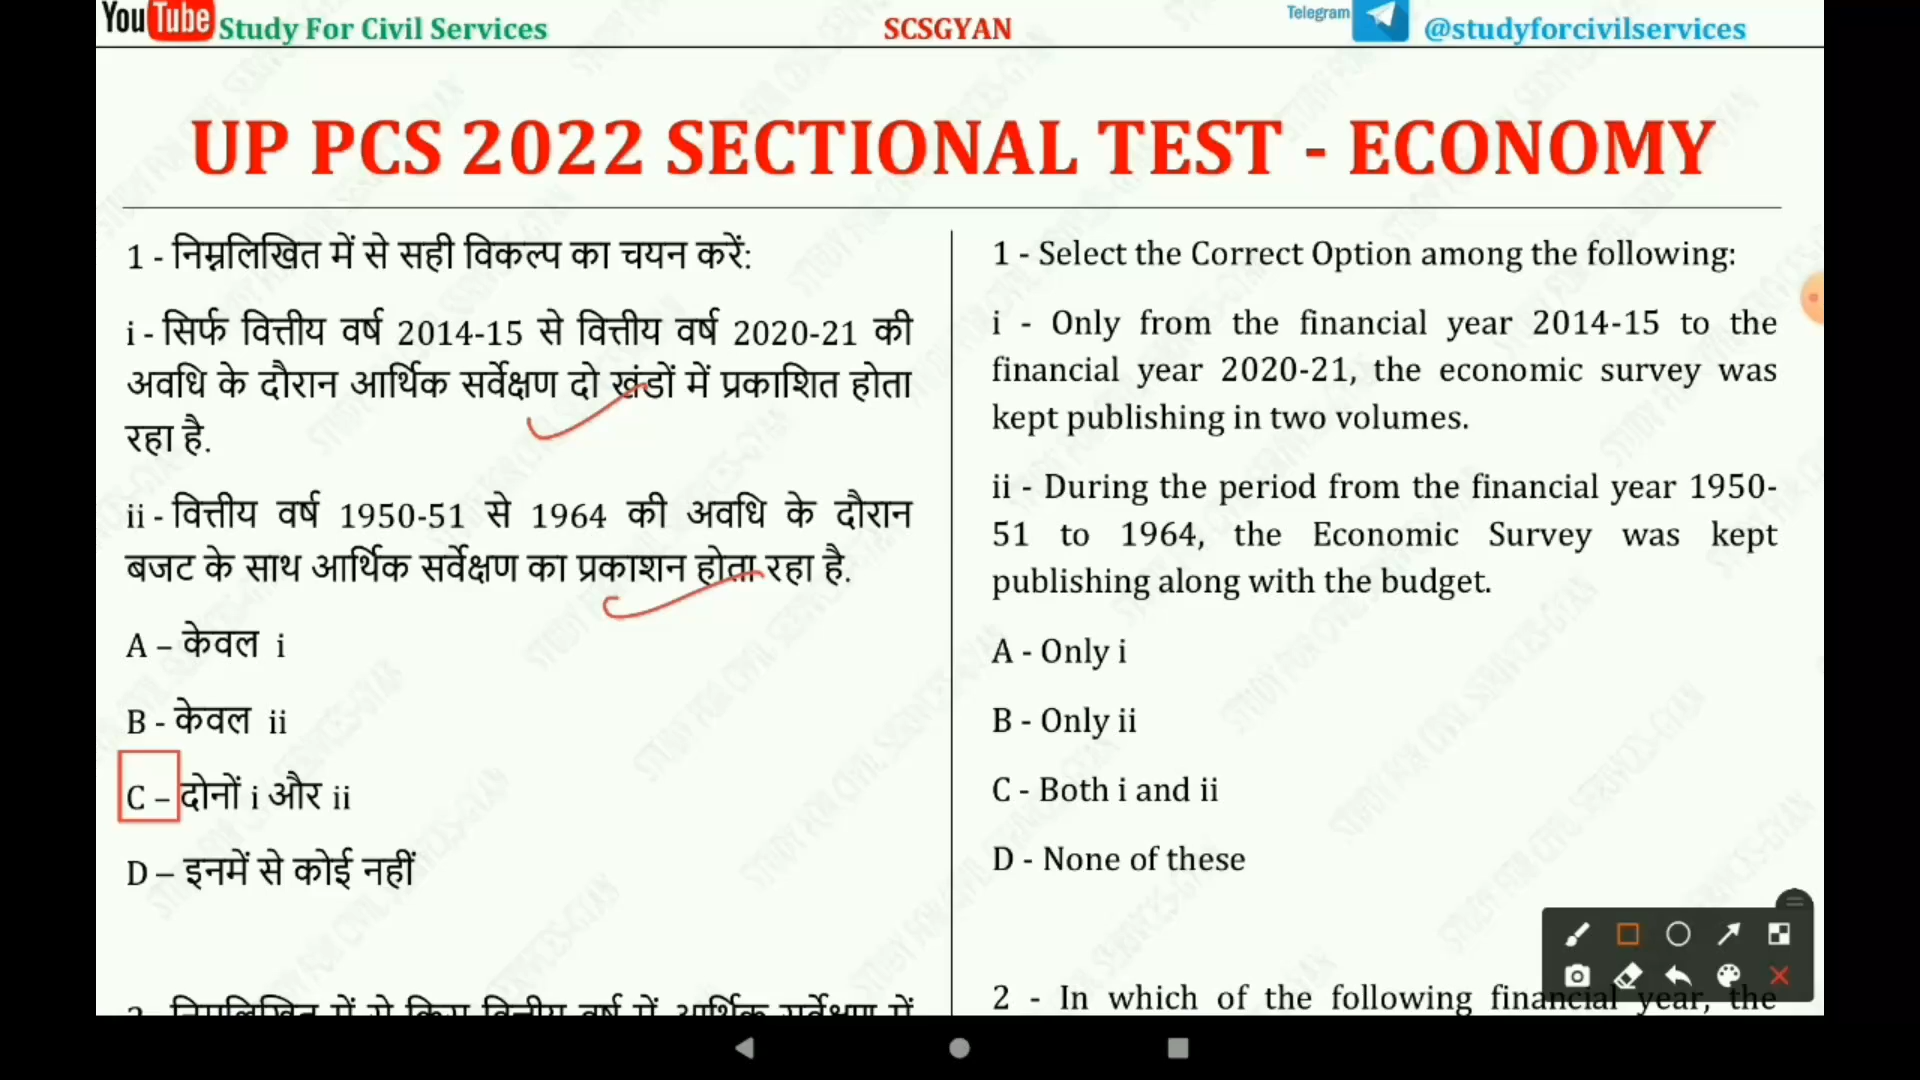 YouTube Study For Civil Services SCSGYAN Telegram @studyforcivilservices
UP PCS 2022 SECTIONAL TEST - ECONOMY
1 - निम्नलिखित में से सही विकल्प का चयन करें:
i - सिर्फ वित्तीय वर्ष 2014-15 से वित्तीय वर्ष 2020-21 की
अवधि के दौरान आर्थिक सर्वेक्षण दो खंडों में प्रकाशित होता
रहा है.
ii - वित्तीय वर्ष 1950-51 से 1964 की अवधि के दौरान
बजट के साथ आर्थिक सर्वेक्षण का प्रकाशन होता रहा है.
A – केवल i
B - केवल ii
C – दोनों i और ii
D – इनमें से कोई नहीं
2 - निम्नलिखित में से किस वित्तीय वर्ष में आर्थिक सर्वेक्षण में
1 - Select the Correct Option among the following:
i - Only from the financial year 2014-15 to the
financial year 2020-21, the economic survey was
kept publishing in two volumes.
ii - During the period from the financial year 1950-
51 to 1964, the Economic Survey was kept
publishing along with the budget.
A - Only i
B - Only ii
C - Both i and ii
D - None of these
2 - In which of the following financial year, the